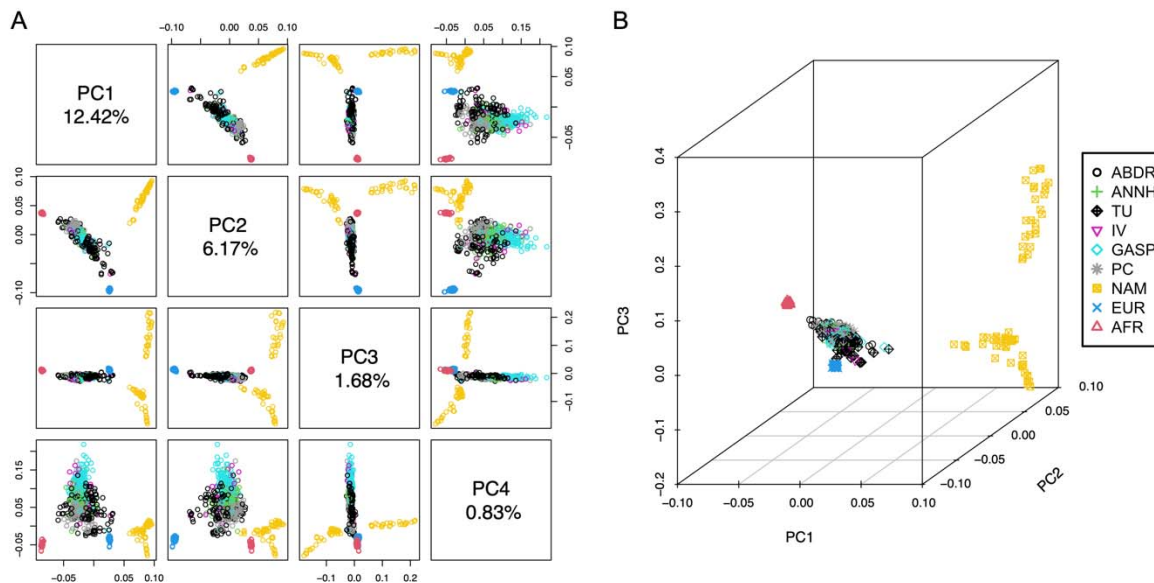 A
B
−0.10 0.00 0.05 0.10
−0.05 0.05 0.15
PC1
12.42%
−0.05 0.05 0.10
−0.10 0.00 0.10
PC2
6.17%
PC3
1.68%
−0.1 0.1 0.2
−0.05 0.05 0.15
PC4
0.83%
−0.05 0.05 0.10
−0.1 0.0 0.1 0.2
0.4
0.3
0.2
0.1
0.0
−0.1
−0.2
PC3
−0.10 −0.05 0.00 0.05 0.10
PC1
−0.10
−0.05
0.00
0.05
0.10
PC2
ABDR
ANNH
TU
IV
GASP
PC
NAM
EUR
AFR